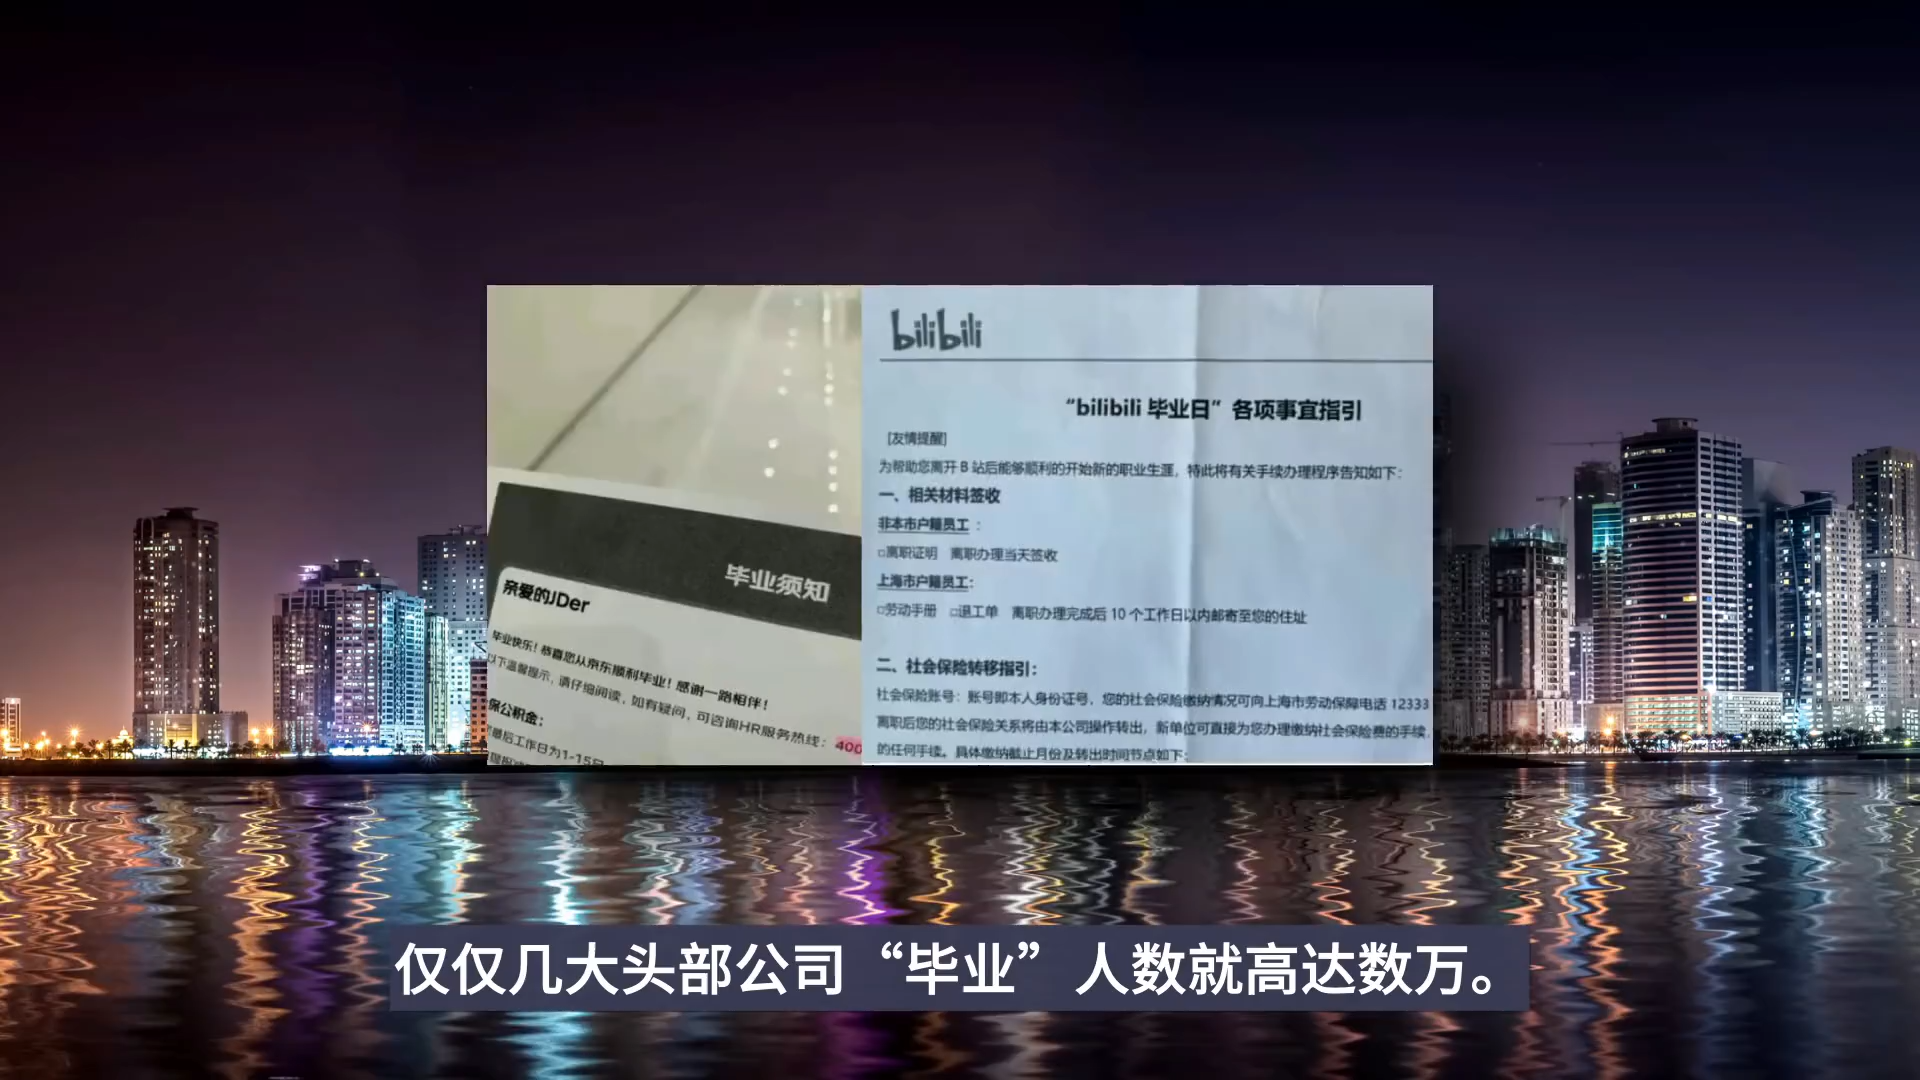 毕业须知
亲爱的JDer
毕业快乐！恭喜您从京东顺利毕业！感谢一路相伴！
以下温馨提示，请仔细阅读，如有疑问，可咨询HR服务热线：400
保公积金：
最后工作日为1-15日
bilibili
“bilibili 毕业日”各项事宜指引
[友情提醒]
为帮助您离开 B 站后能够顺利的开始新的职业生涯，特此将有关手续办理程序告知如下：
一、相关材料签收
非本市户籍员工 ：
□离职证明 离职办理当天签收
上海市户籍员工：
□劳动手册 □退工单 离职办理完成后 10 个工作日以内邮寄至您的住址
二、社会保险转移指引：
社会保险账号：账号即本人身份证号，您的社会保险缴纳情况可向上海市劳动保障电话 12333
离职后您的社会保险关系将由本公司操作转出，新单位可直接为您办理缴纳社会保险费的手续，
的任何手续。具体缴纳截止月份及转出时间节点如下：
仅仅几大头部公司“毕业”人数就高达数万。